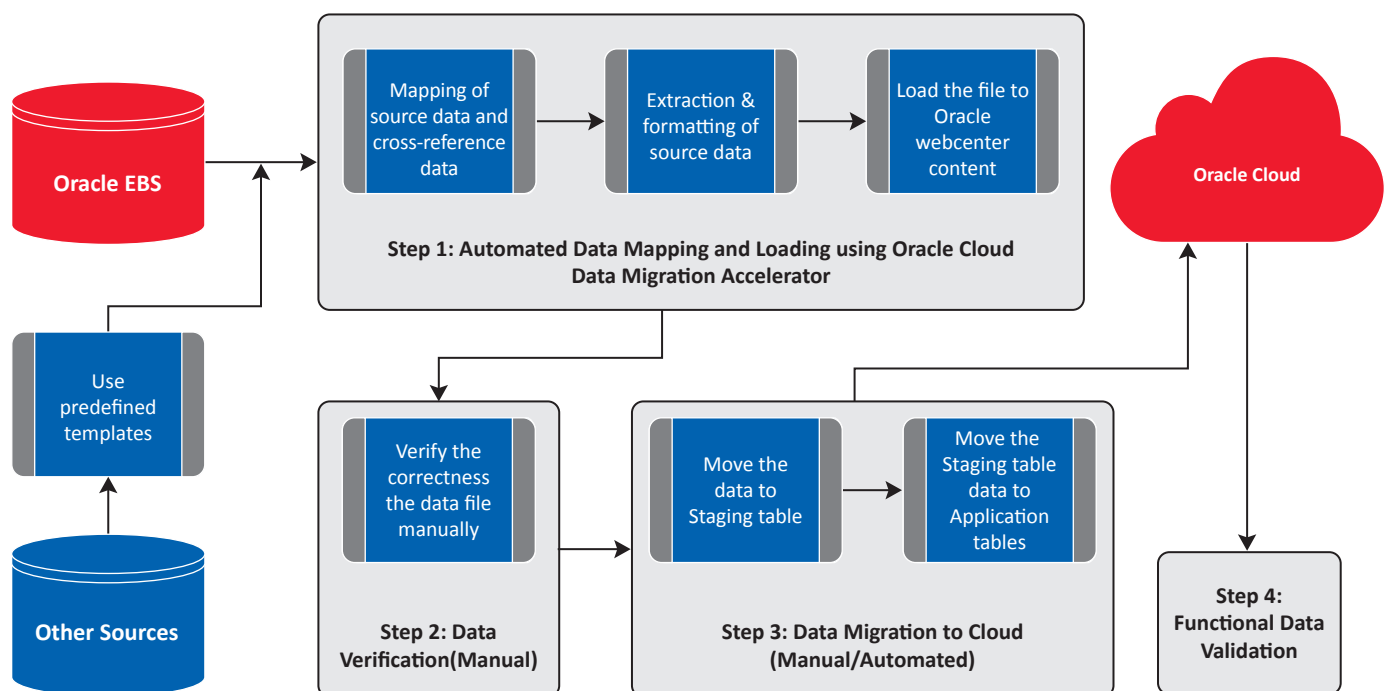 Oracle EBS
Mapping of
source data and
cross-reference
data
Extraction &
formatting of
source data
Load the file to
Oracle
webcenter
content
Step 1: Automated Data Mapping and Loading using Oracle Cloud
Data Migration Accelerator
Oracle Cloud
Use
predefined
templates
Other Sources
Verify the
correctness
the data file
manually
Step 2: Data
Verification(Manual)
Move the
data to
Staging table
Move the
Staging table
data to
Application
tables
Step 3: Data Migration to Cloud
(Manual/Automated)
Step 4:
Functional Data
Validation